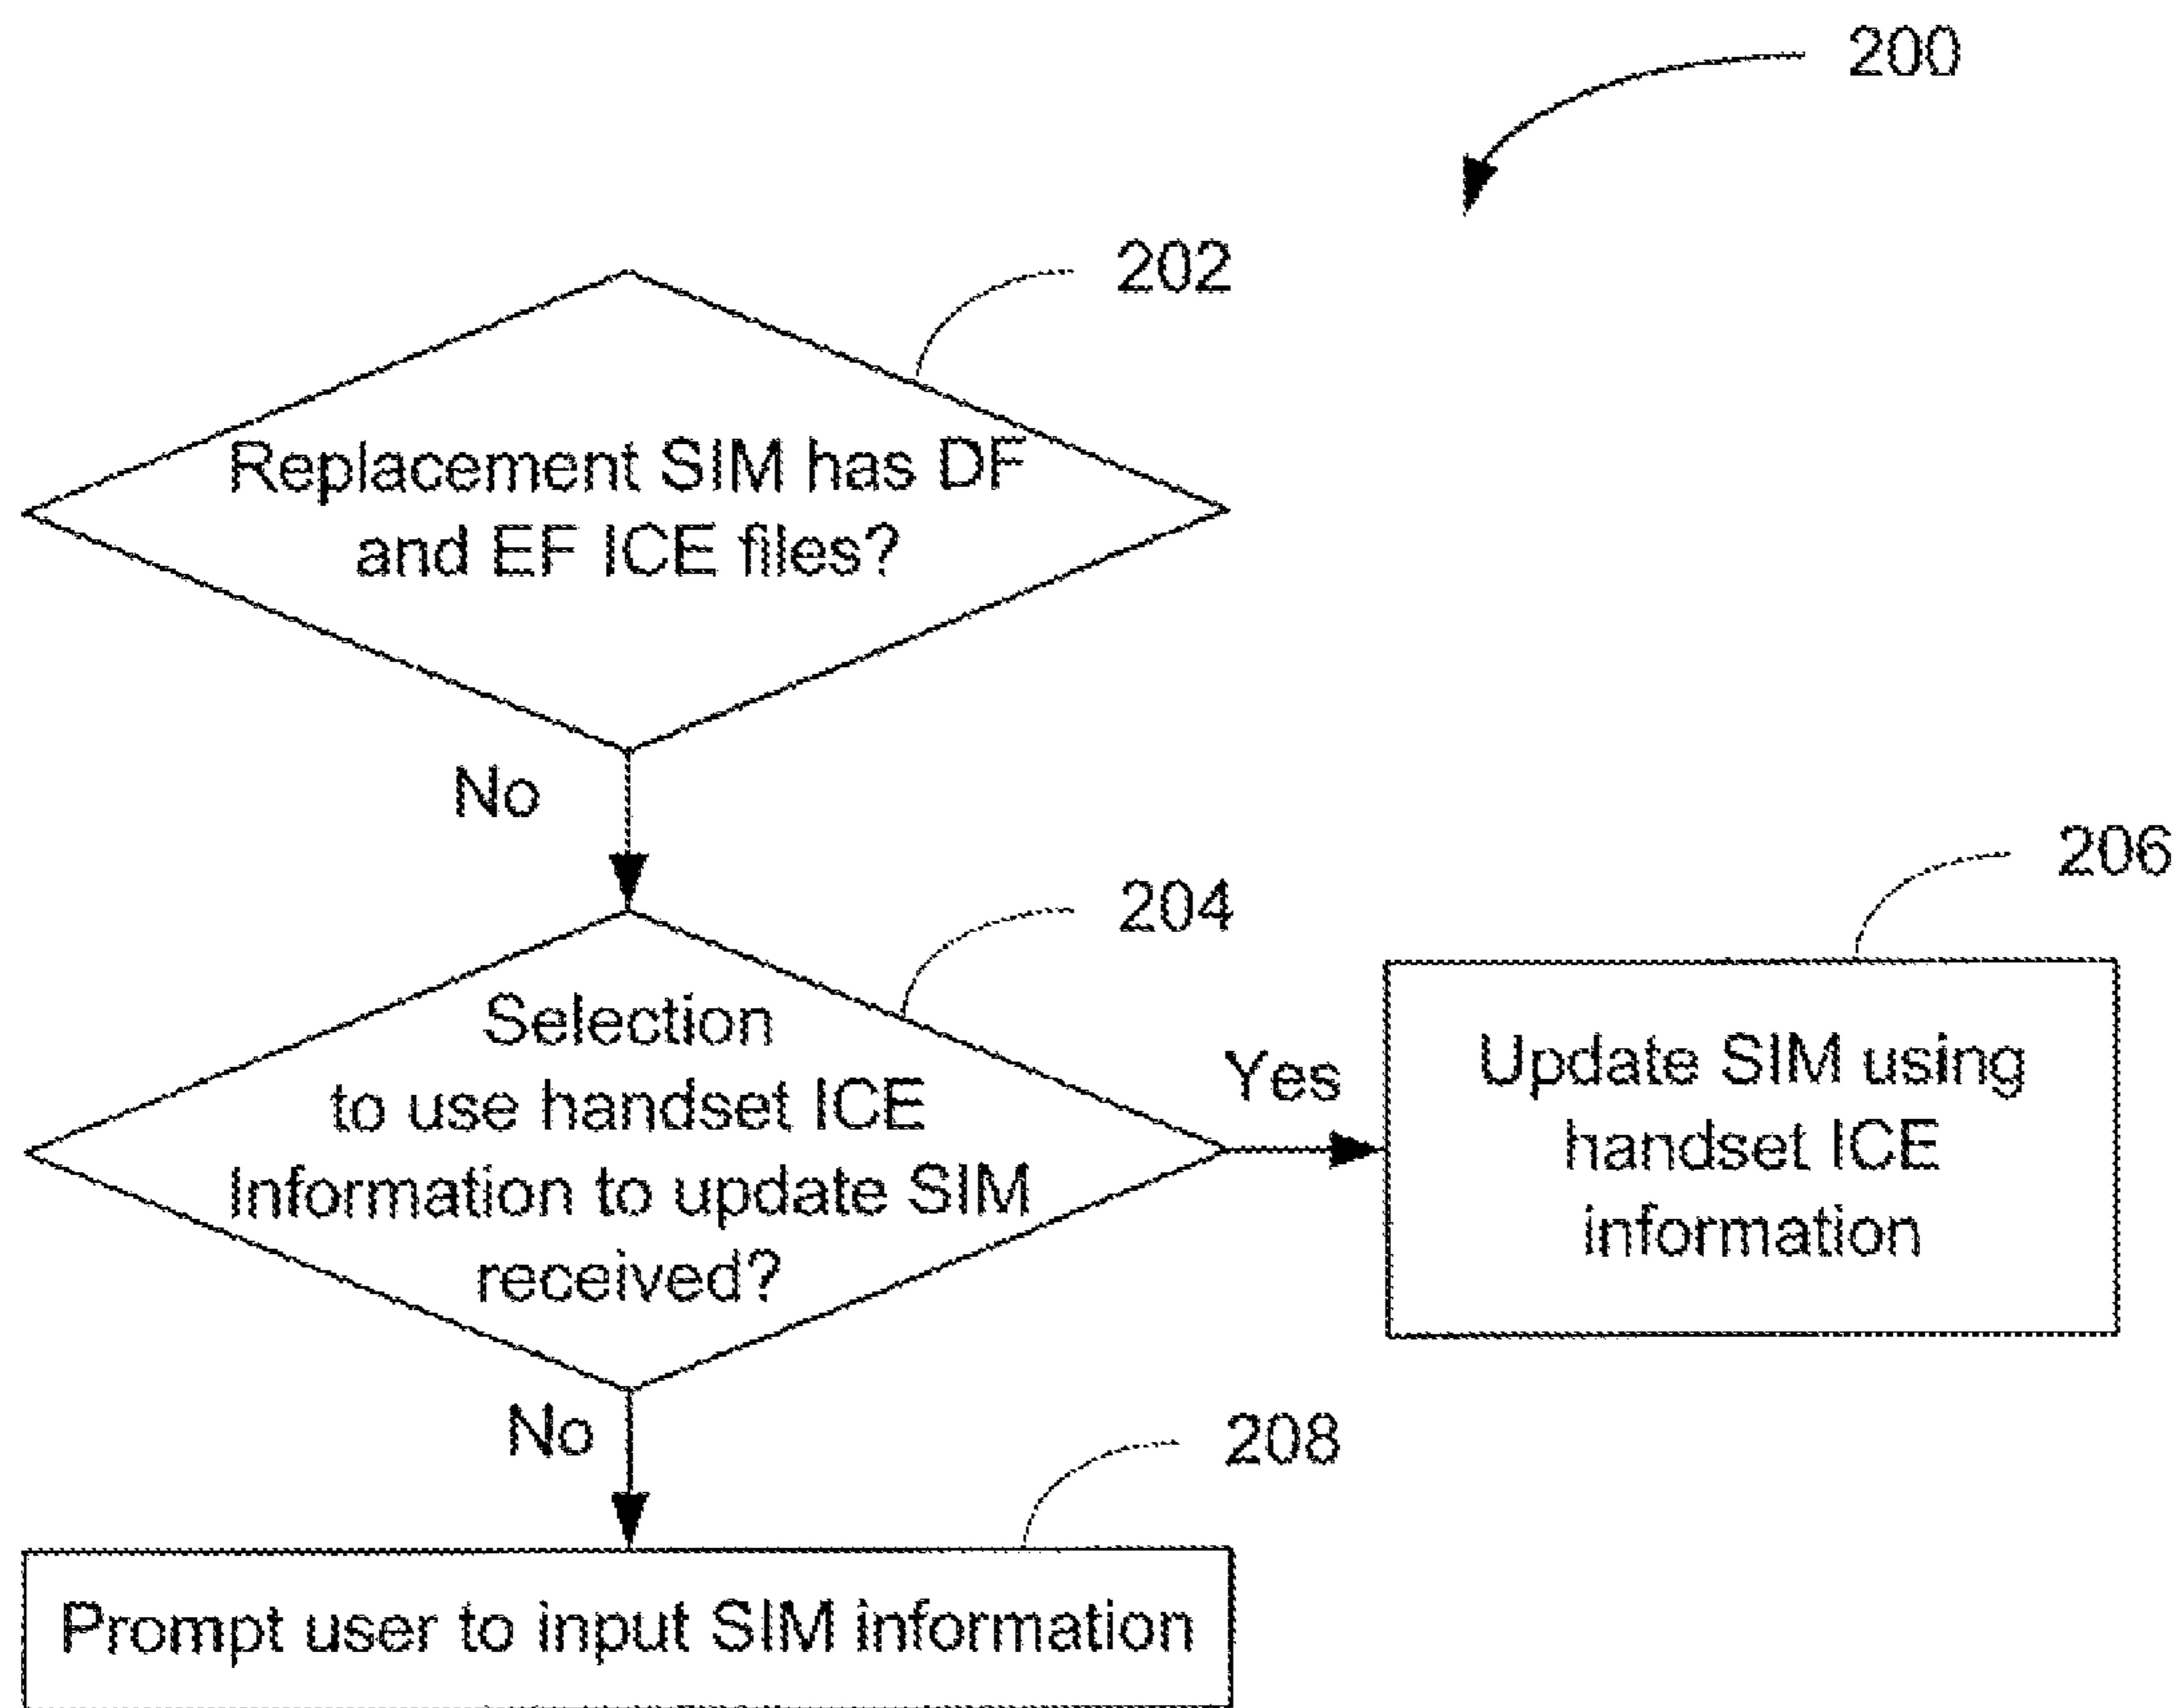 200
202
Replacement SIM has DF
and EF ICE files?
No
204
Selection
to use handset ICE
Information to update SIM
received?
Yes
206
Update SIM using
handset ICE
information
No
208
Prompt user to input SIM information